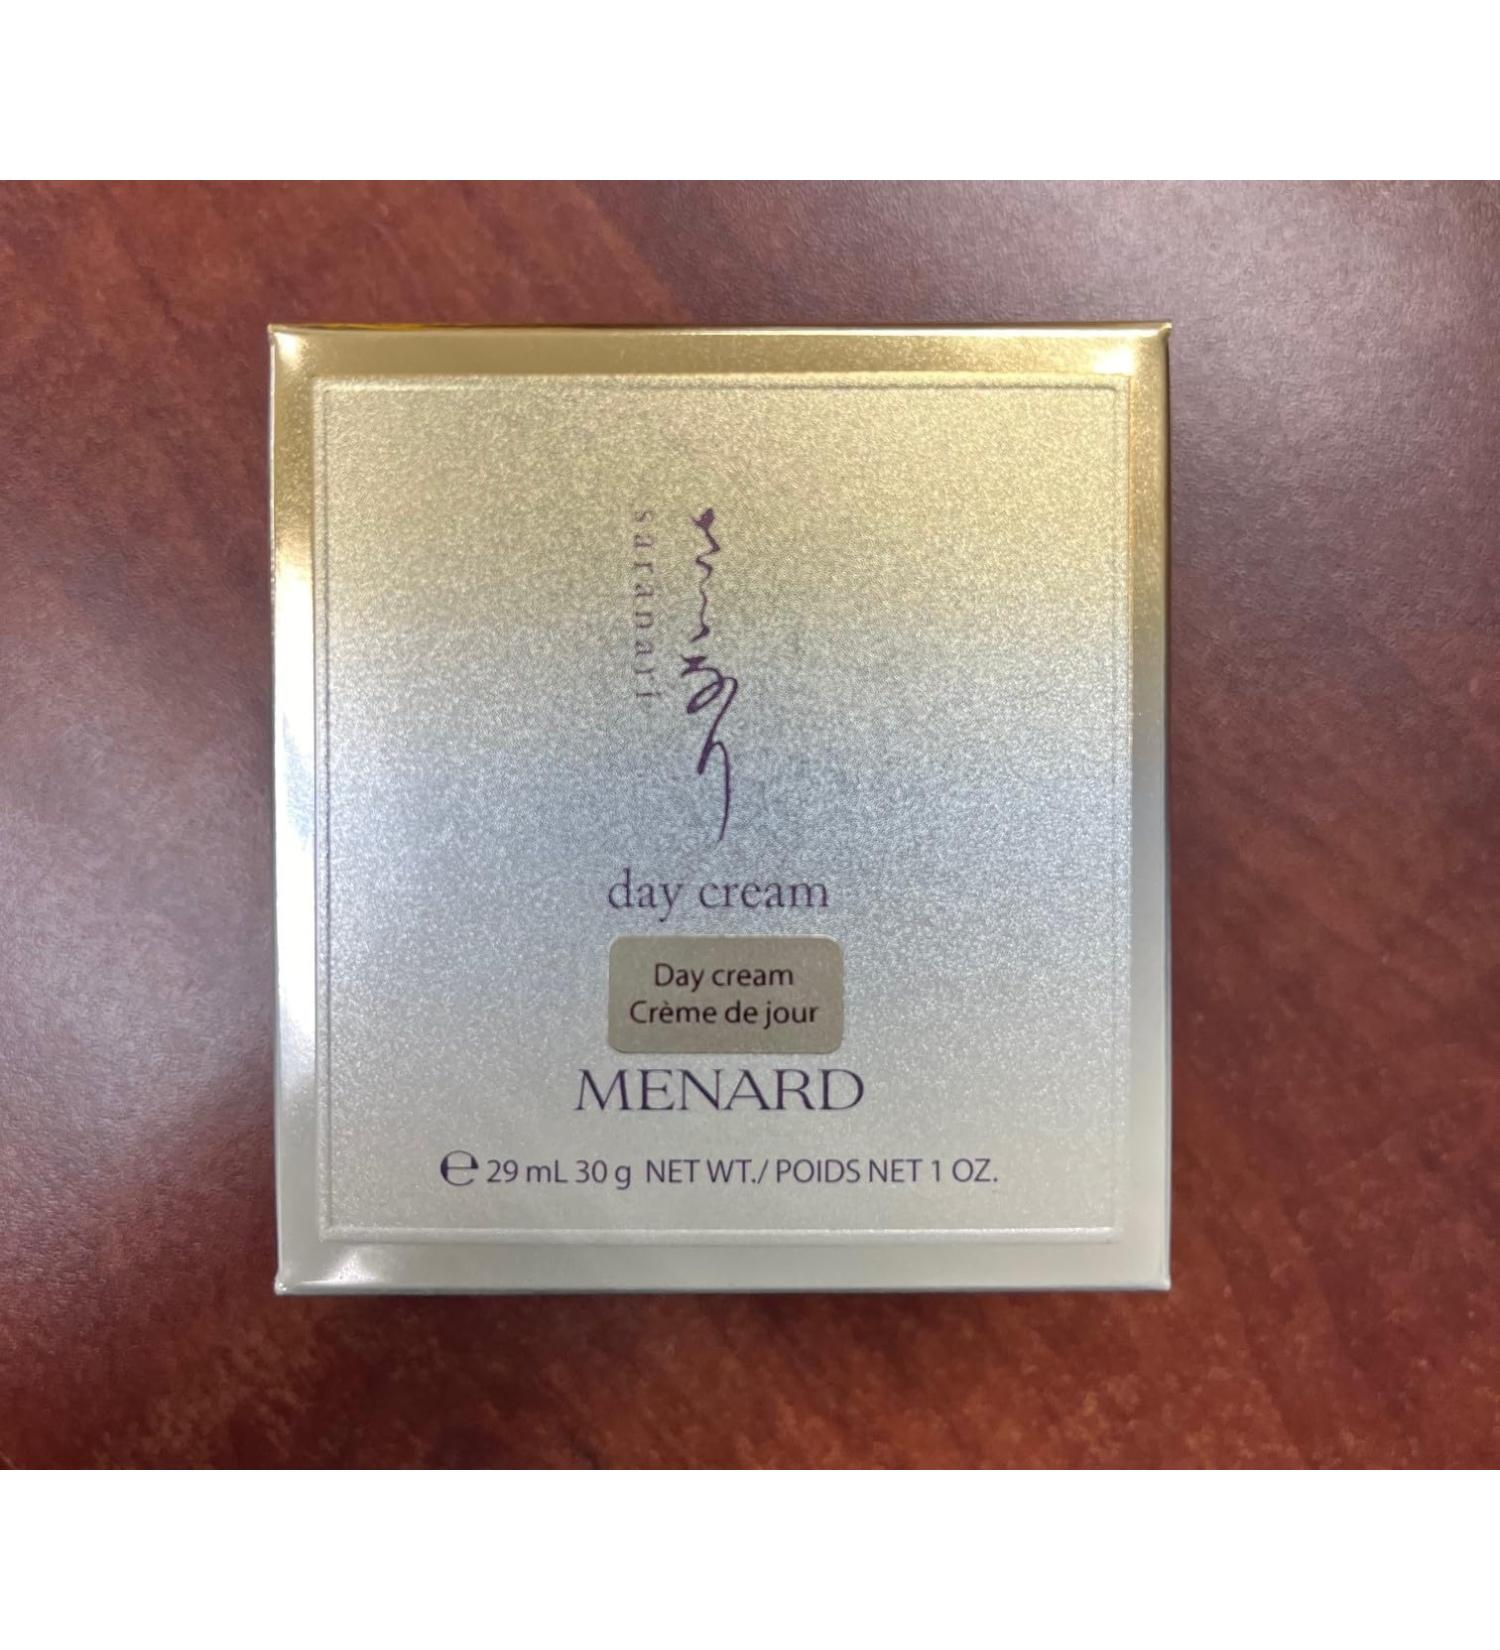 saranari
day cream
Day cream
Crème de jour
MENARD
℮ 29 mL 30 g NET WT./ POIDS NET 1 OZ.